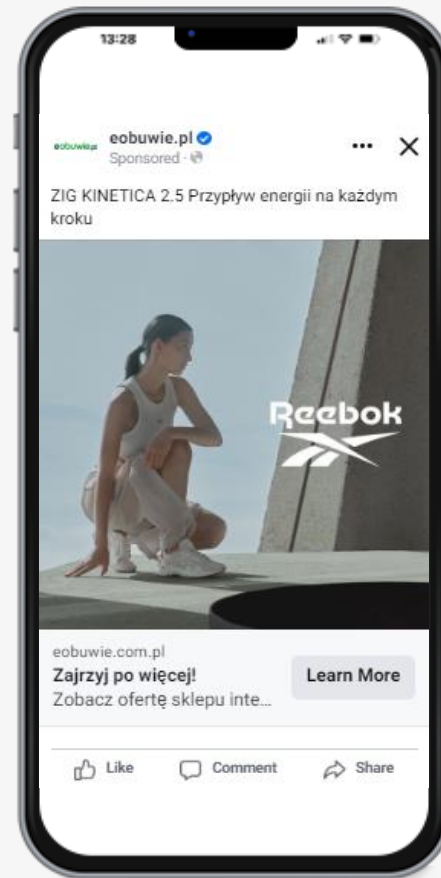 13:28
eobuwie.pl
eobuwie.pl
Sponsored ·
ZIG KINETICA 2.5 Przypływ energii na każdym
kroku
Reebok
eobuwie.com.pl
Zajrzyj po więcej!
Zobacz ofertę sklepu inte...
Learn More
Like
Comment
Share